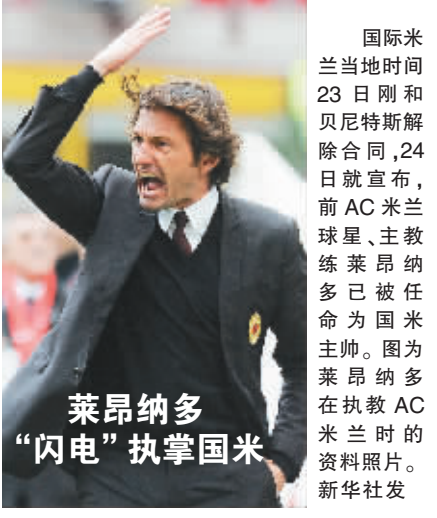 莱昂纳多
“闪电”执掌国米
国际米
兰当地时间
23 日刚和
贝尼特斯解
除合同,24
日就宣布,
前 AC 米兰
球星、主教
练莱昂纳
多已被任
命为国米
主帅。图为
莱昂纳多
在执教 AC
米兰时的
资料照片。
新华社发